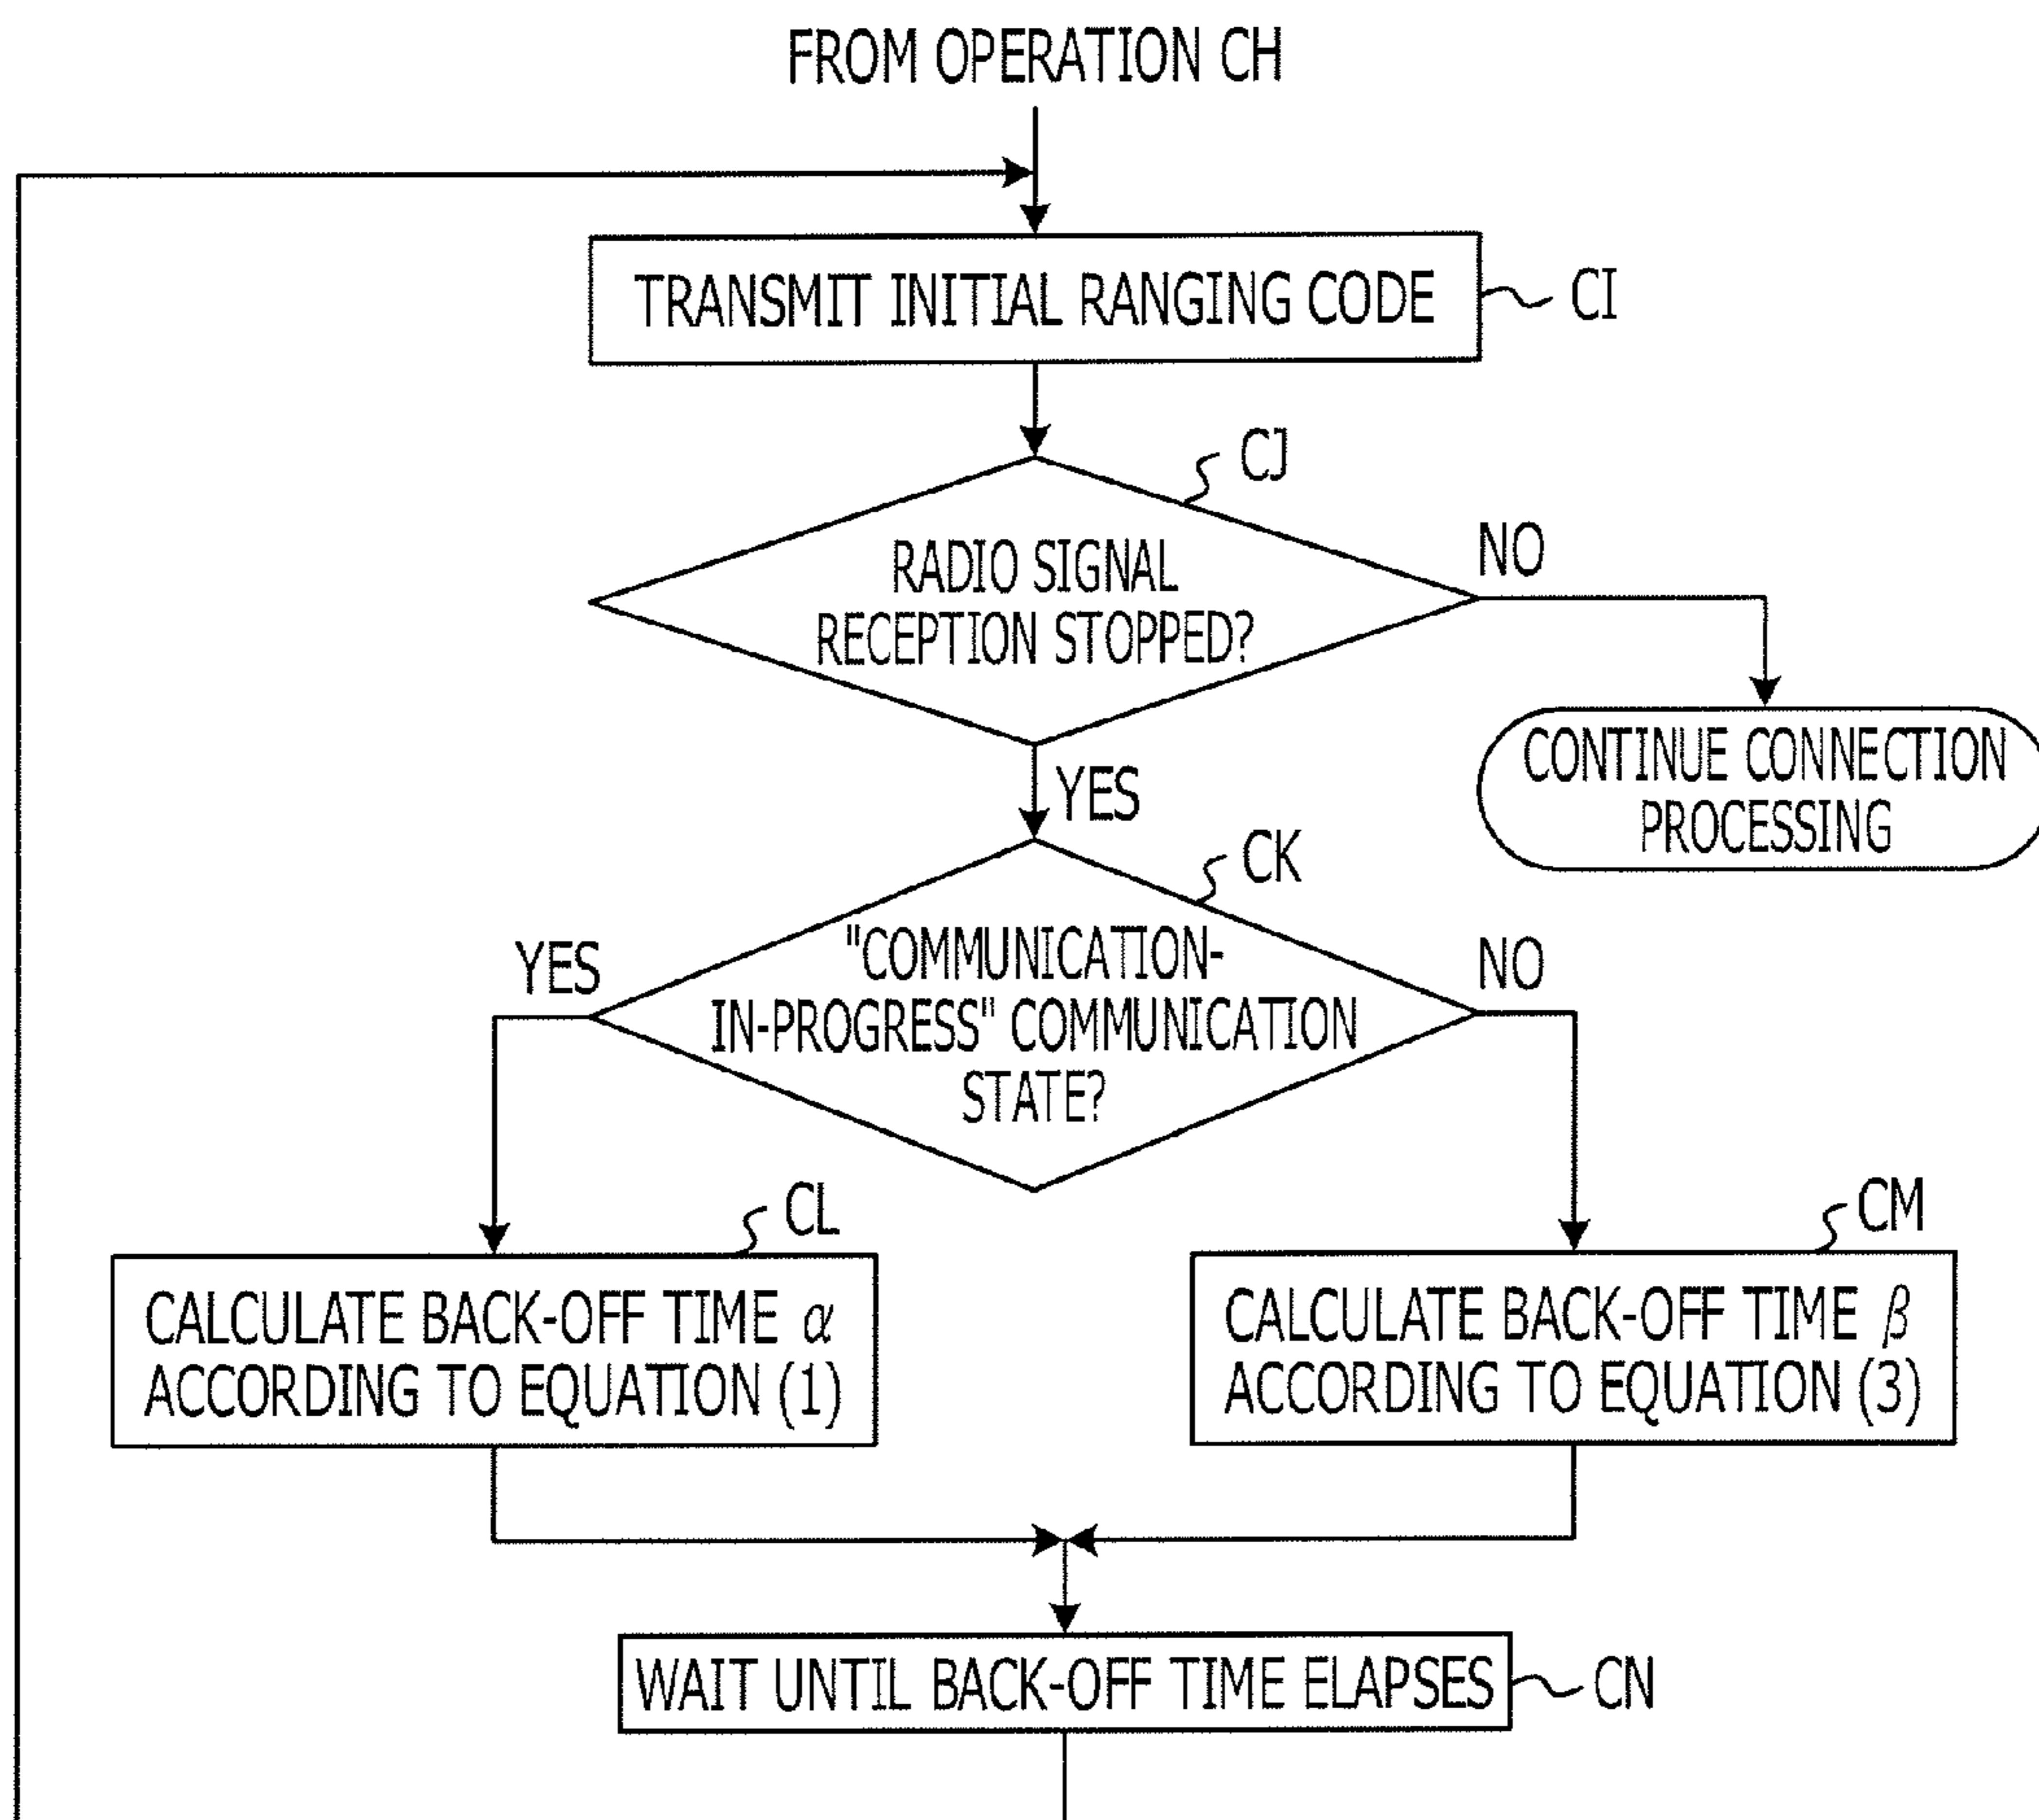 FROM OPERATION CH
TRANSMIT INITIAL RANGING CODE
CI
CJ
RADIO SIGNAL
RECEPTION STOPPED?
NO
CONTINUE CONNECTION
PROCESSING
YES
CK
"COMMUNICATION-
IN-PROGRESS" COMMUNICATION
STATE?
YES
NO
CL
CALCULATE BACK-OFF TIME α
ACCORDING TO EQUATION (1)
CM
CALCULATE BACK-OFF TIME β
ACCORDING TO EQUATION (3)
WAIT UNTIL BACK-OFF TIME ELAPSES
CN